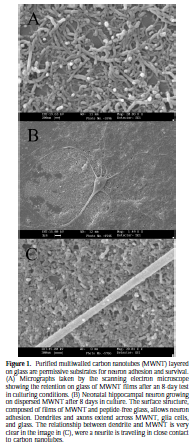 A
B
C
Figure 1. Purified multiwalled carbon nanotubes (MWNT) layered
on glass are permissive substrates for neuron adhesion and survival.
(A) Micrographs taken by the scanning electron microscope
showing the retention on glass of MWNT films after an 8-day test
in culturing conditions. (B) Neonatal hippocampal neuron growing
on dispersed MWNT after 8 days in culture. The surface structure,
composed of films of MWNT and peptide-free glass, allows neuron
adhesion. Dendrites and axons extend across MWNT, glia cells,
and glass. The relationship between dendrite and MWNT is very
close in the image in (C), were a neurite is traveling in close contact
to carbon nanotubes.